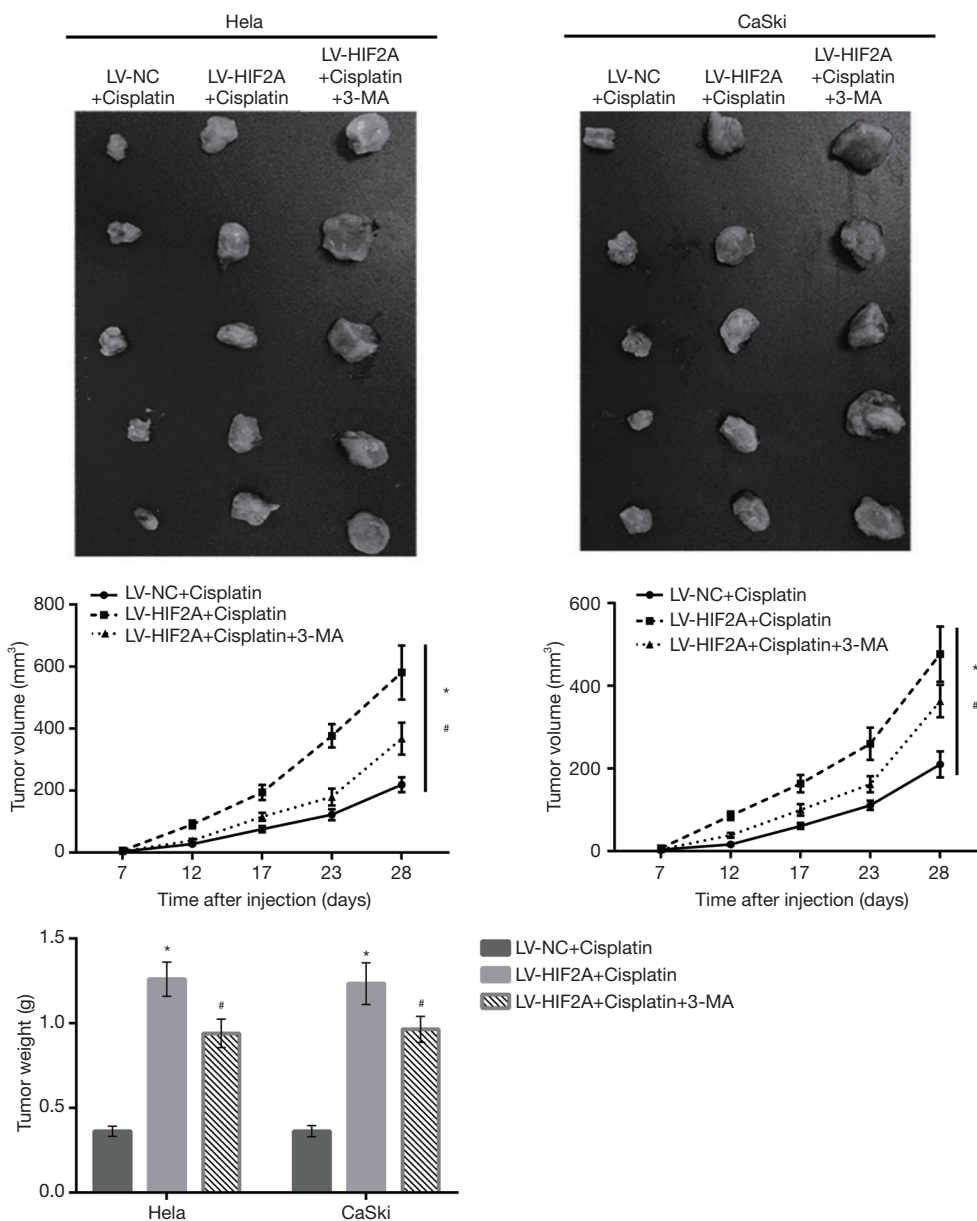 Hela
LV-NC
+Cisplatin
LV-HIF2A
+Cisplatin
LV-HIF2A
+Cisplatin
+3-MA
CaSki
LV-NC
+Cisplatin
LV-HIF2A
+Cisplatin
LV-HIF2A
+Cisplatin
+3-MA
LV-NC+Cisplatin
LV-HIF2A+Cisplatin
LV-HIF2A+Cisplatin+3-MA
Tumor volume (mm³)
800
600
400
200
0
*
#
7 12 17 23 28
Time after injection (days)
LV-NC+Cisplatin
LV-HIF2A+Cisplatin
LV-HIF2A+Cisplatin+3-MA
Tumor volume (mm³)
600
400
200
0
*
#
7 12 17 23 28
Time after injection (days)
Tumor weight (g)
1.5
1.0
0.5
0.0
* #
* #
Hela CaSki
LV-NC+Cisplatin
LV-HIF2A+Cisplatin
LV-HIF2A+Cisplatin+3-MA